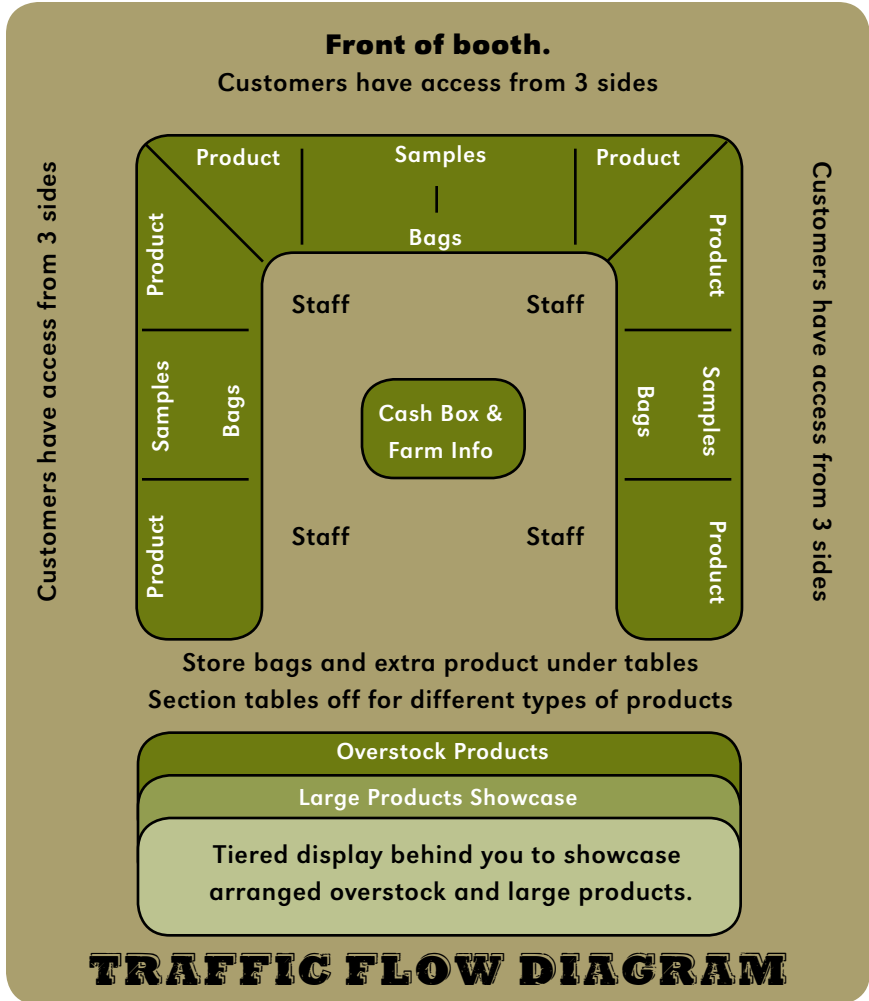 Front of booth.
Customers have access from 3 sides
Customers have access from 3 sides
Customers have access from 3 sides
Product
Samples
Product
Bags
Product
Product
Staff
Staff
Samples
Bags
Cash Box &
Farm Info
Bags
Samples
Product
Staff
Staff
Product
Store bags and extra product under tables
Section tables off for different types of products
Overstock Products
Large Products Showcase
Tiered display behind you to showcase
arranged overstock and large products.
TRAFFIC FLOW DIAGRAM